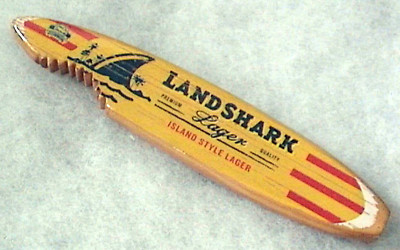 LANDSHARK
PREMIUM Lager QUALITY
ISLAND STYLE LAGER